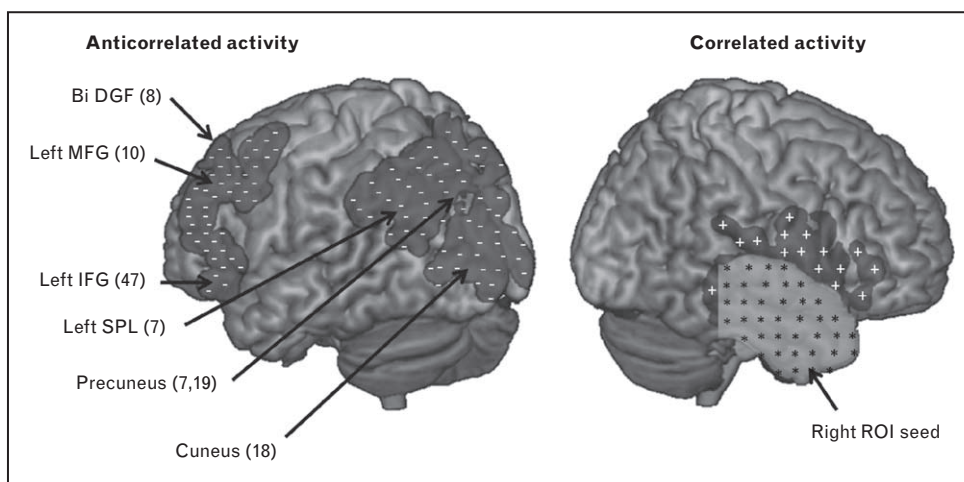 Anticorrelated activity
Correlated activity
Bi DGF (8)
Left MFG (10)
Left IFG (47)
Left SPL (7)
Precuneus (7,19)
Cuneus (18)
Right ROI seed